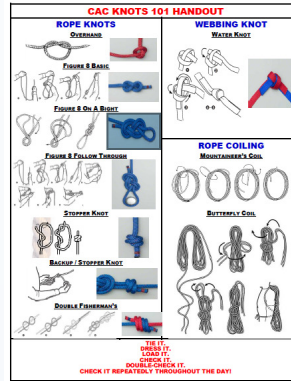 CAC KNOTS 101 HANDOUT
ROPE KNOTS
OVERHAND
FIGURE 8 BASIC
FIGURE 8 ON A BIGHT
FIGURE 8 FOLLOW THROUGH
STOPPER KNOT
BACKUP / STOPPER KNOT
DOUBLE FISHERMAN'S
WEBBING KNOT
WATER KNOT
ROPE COILING
MOUNTAINEER'S COIL
BUTTERFLY COIL
TIE IT.
DRESS IT.
LOAD IT.
CHECK IT.
DOUBLE-CHECK IT.
CHECK IT REPEATEDLY THROUGHOUT THE DAY!